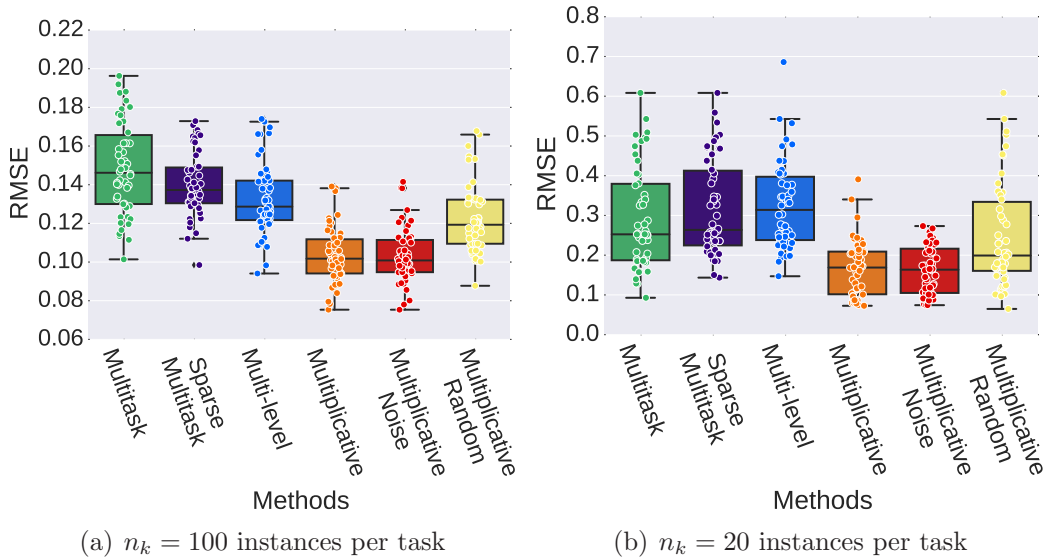 0.22
0.20
0.18
0.16
0.14
0.12
0.10
0.08
0.06
RMSE
Multitask
Sparse
Multitask
Multi-level
Multiplicative
Multiplicative
Noise
Multiplicative
Random
Methods
(a) n_k = 100 instances per task
0.8
0.7
0.6
0.5
0.4
0.3
0.2
0.1
0.0
RMSE
Multitask
Sparse
Multitask
Multi-level
Multiplicative
Multiplicative
Noise
Multiplicative
Random
Methods
(b) n_k = 20 instances per task